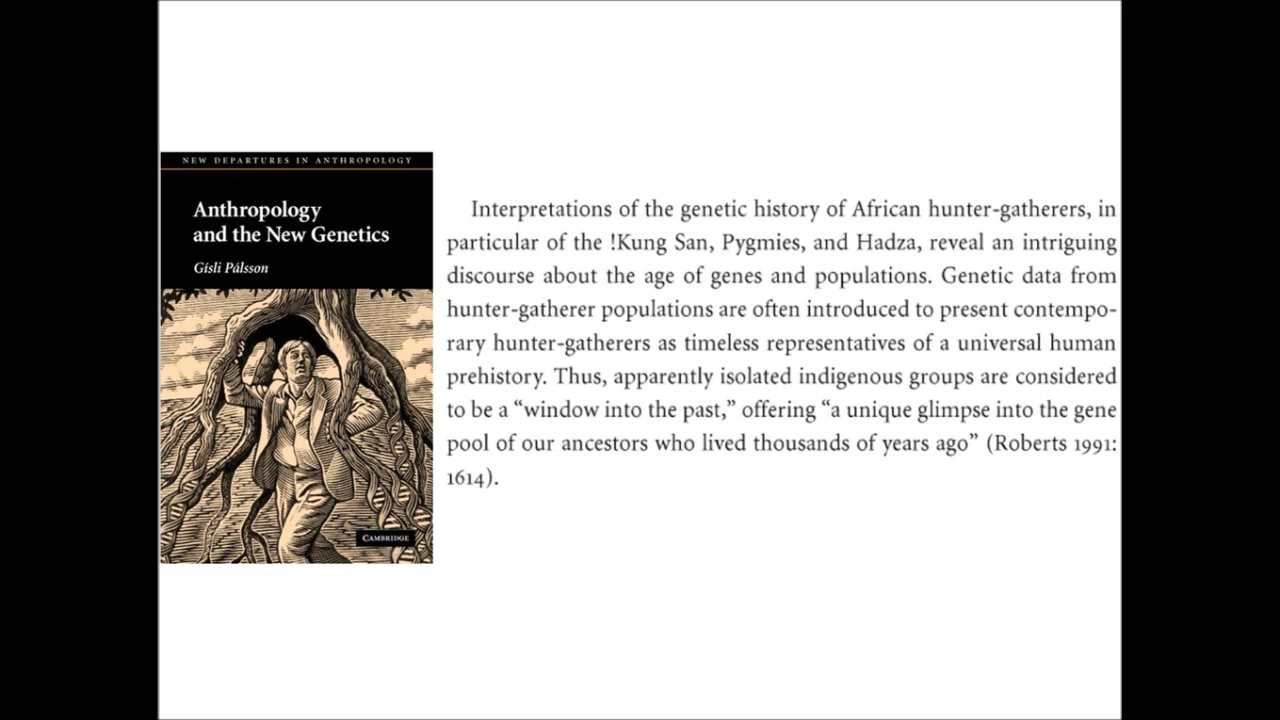 NEW DEPARTURES IN ANTHROPOLOGY
Anthropology
and the New Genetics
Gísli Pálsson
CAMBRIDGE
Interpretations of the genetic history of African hunter-gatherers, in
particular of the !Kung San, Pygmies, and Hadza, reveal an intriguing
discourse about the age of genes and populations. Genetic data from
hunter-gatherer populations are often introduced to present contempo-
rary hunter-gatherers as timeless representatives of a universal human
prehistory. Thus, apparently isolated indigenous groups are considered
to be a “window into the past,” offering “a unique glimpse into the gene
pool of our ancestors who lived thousands of years ago” (Roberts 1991:
1614).